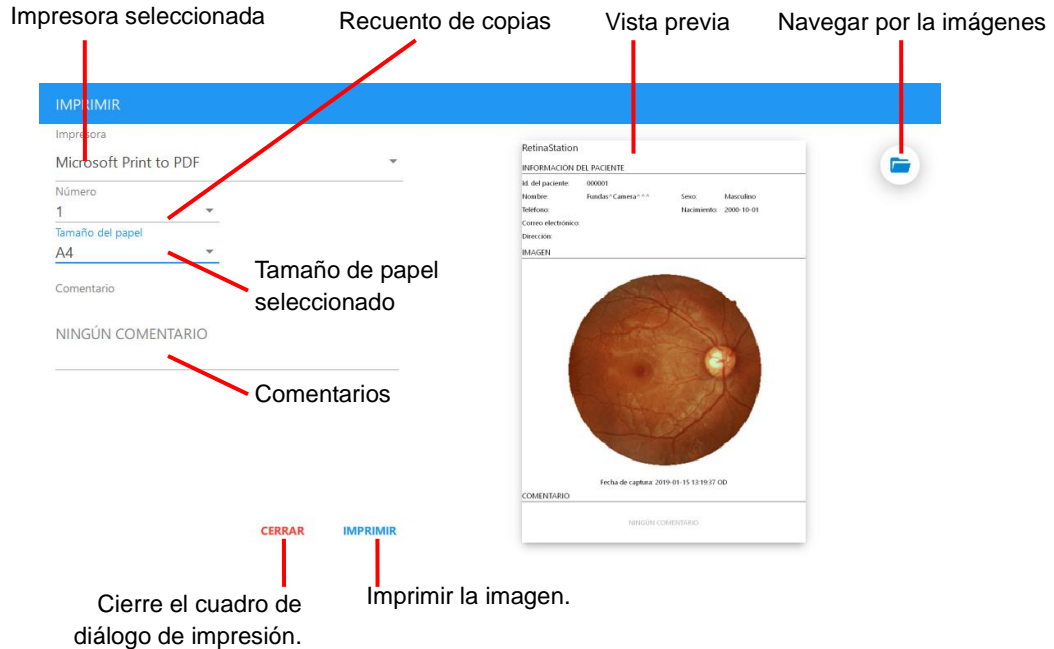 Impresora seleccionada
Recuento de copias
Vista previa
Navegar por la imágenes
IMPRIMIR
Impresora
Microsoft Print to PDF
Número
1
Tamaño del papel
A4
Tamaño de papel
seleccionado
Comentario
NINGÚN COMENTARIO
Comentarios
RetinaStation
INFORMACIÓN DEL PACIENTE
Id. del paciente: 000001
Nombre: Fundas^Camera^^^ Sexo: Masculino
Teléfono: Nacimiento: 2000-10-01
Correo electrónico:
Dirección:
IMAGEN
Fecha de captura: 2019-01-15 13:19:37 OD
COMENTARIO
NINGÚN COMENTARIO
CERRAR
IMPRIMIR
Cierre el cuadro de
diálogo de impresión.
Imprimir la imagen.